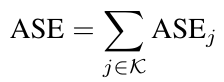 ASE = ∑_{j∈𝒦} ASE_j